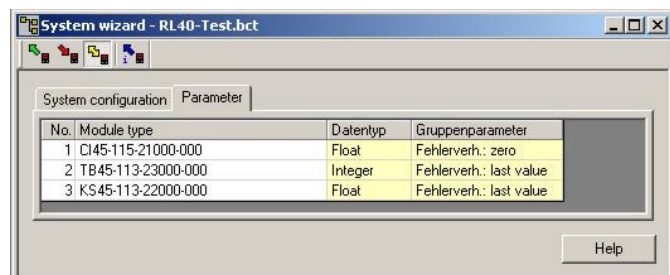 System wizard - RL40-Test.bct
System configuration Parameter
No. Module type Datentyp Gruppenparameter
1 CI45-115-21000-000 Float Fehlerverh.: zero
2 TB45-113-23000-000 Integer Fehlerverh.: last value
3 KS45-113-22000-000 Float Fehlerverh.: last value
Help